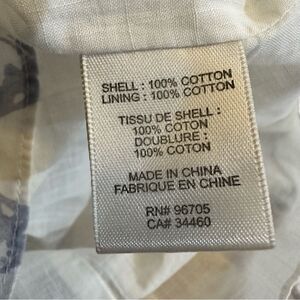 SHELL : 100% COTTON
LINING : 100% COTTON
TISSU DE SHELL :
100% COTON
DOUBLURE :
100% COTON
MADE IN CHINA
FABRIQUE EN CHINE
RN# 96705
CA# 34460